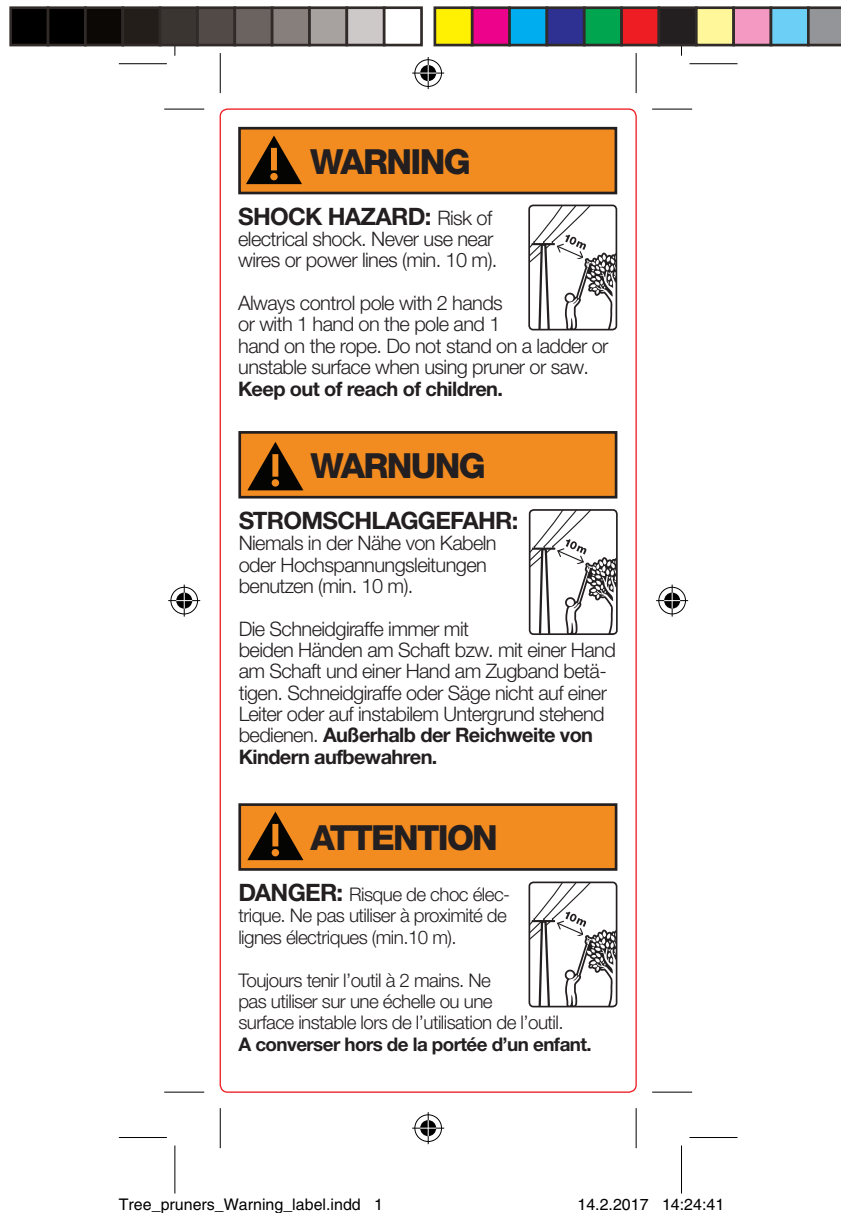 WARNING
SHOCK HAZARD: Risk of
electrical shock. Never use near
wires or power lines (min. 10 m).
10m
Always control pole with 2 hands
or with 1 hand on the pole and 1
hand on the rope. Do not stand on a ladder or
unstable surface when using pruner or saw.
Keep out of reach of children.
WARNUNG
STROMSCHLAGGEFAHR:
Niemals in der Nähe von Kabeln
oder Hochspannungsleitungen
benutzen (min. 10 m).
10m
Die Schneidgiraffe immer mit
beiden Händen am Schaft bzw. mit einer Hand
am Schaft und einer Hand am Zugband betä-
tigen. Schneidgiraffe oder Säge nicht auf einer
Leiter oder auf instabilem Untergrund stehend
bedienen. Außerhalb der Reichweite von
Kindern aufbewahren.
ATTENTION
DANGER: Risque de choc élec-
trique. Ne pas utiliser à proximité de
lignes électriques (min.10 m).
10m
Toujours tenir l’outil à 2 mains. Ne
pas utiliser sur une échelle ou une
surface instable lors de l’utilisation de l’outil.
A converser hors de la portée d’un enfant.
Tree_pruners_Warning_label.indd 1 14.2.2017 14:24:41